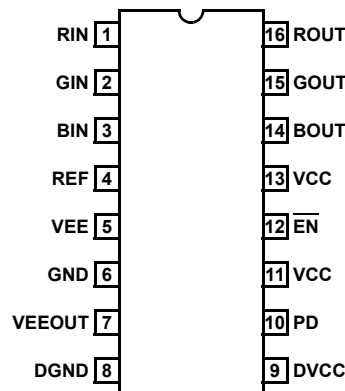 RIN 1 16 ROUT
GIN 2 15 GOUT
BIN 3 14 BOUT
REF 4 13 VCC
VEE 5 12 EN
GND 6 11 VCC
VEEOUT 7 10 PD
DGND 8 9 DVCC